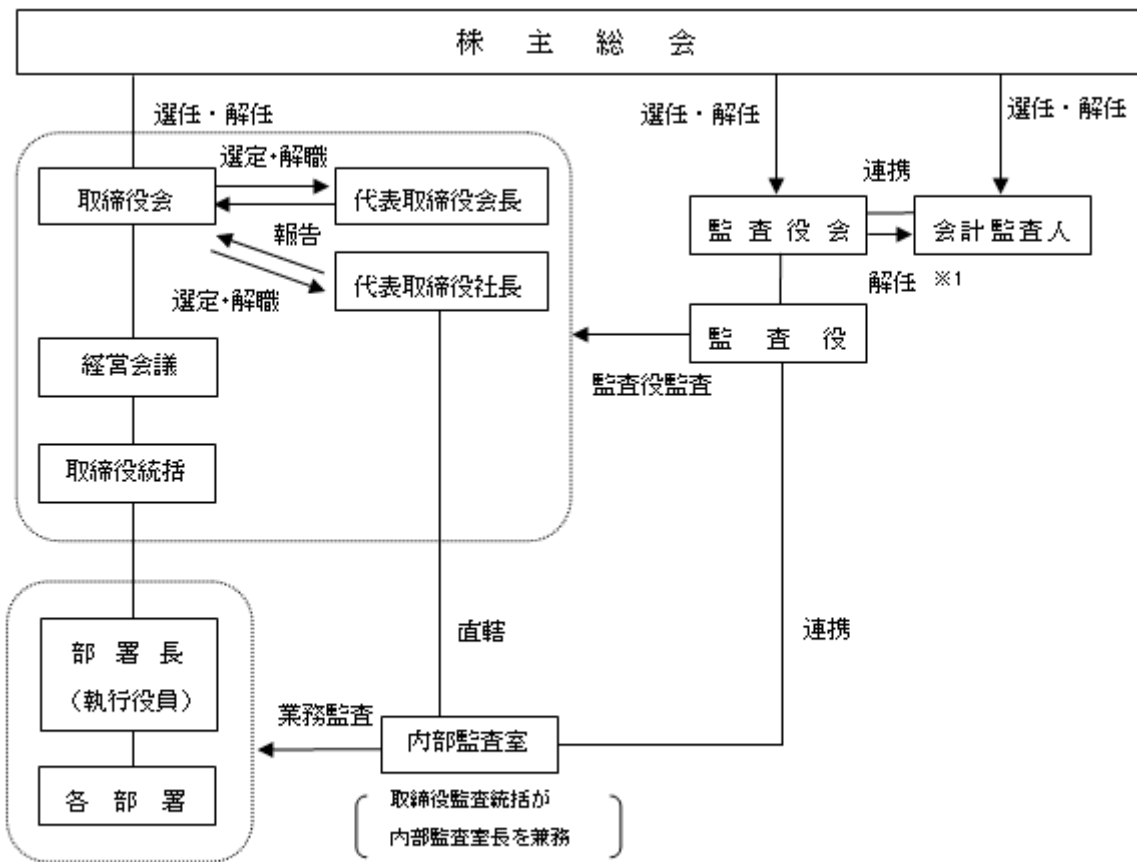 株 主 総 会
選任・解任
選任・解任
選任・解任
選定・解職
取締役会
代表取締役会長
報告
代表取締役社長
選定・解職
連携
監 査 役 会
会計監査人
解任 ※1
監 査 役
監査役監査
経営会議
取締役統括
直轄
連携
部 署 長
（執行役員）
業務監査
内部監査室
各 部 署
取締役監査統括が
内部監査室長を兼務